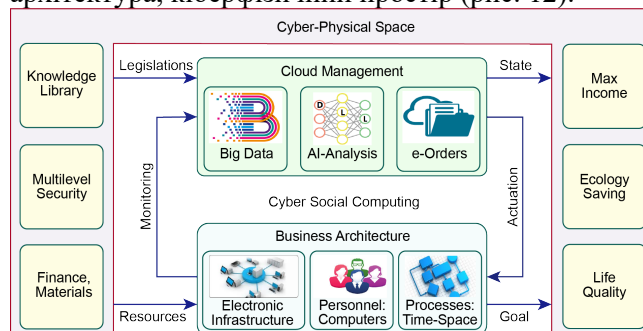 архітектура, кіберфізичний простір (рис. 12):
Cyber-Physical Space
Knowledge
Library
Legislations
Cloud Management
State
Max
Income
D
L
L
Big Data
AI-Analysis
e-Orders
Multilevel
Security
Monitoring
Cyber Social Computing
Actuation
Ecology
Saving
Business Architecture
Finance,
Materials
Resources
Electronic
Infrastructure
Personnel:
Computers
Processes:
Time-Space
Goal
Life
Quality